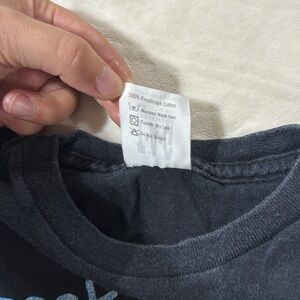 100% Preshrunk Cotton
Machine Wash Cold
Tumble Dry Low
Do Not Bleach